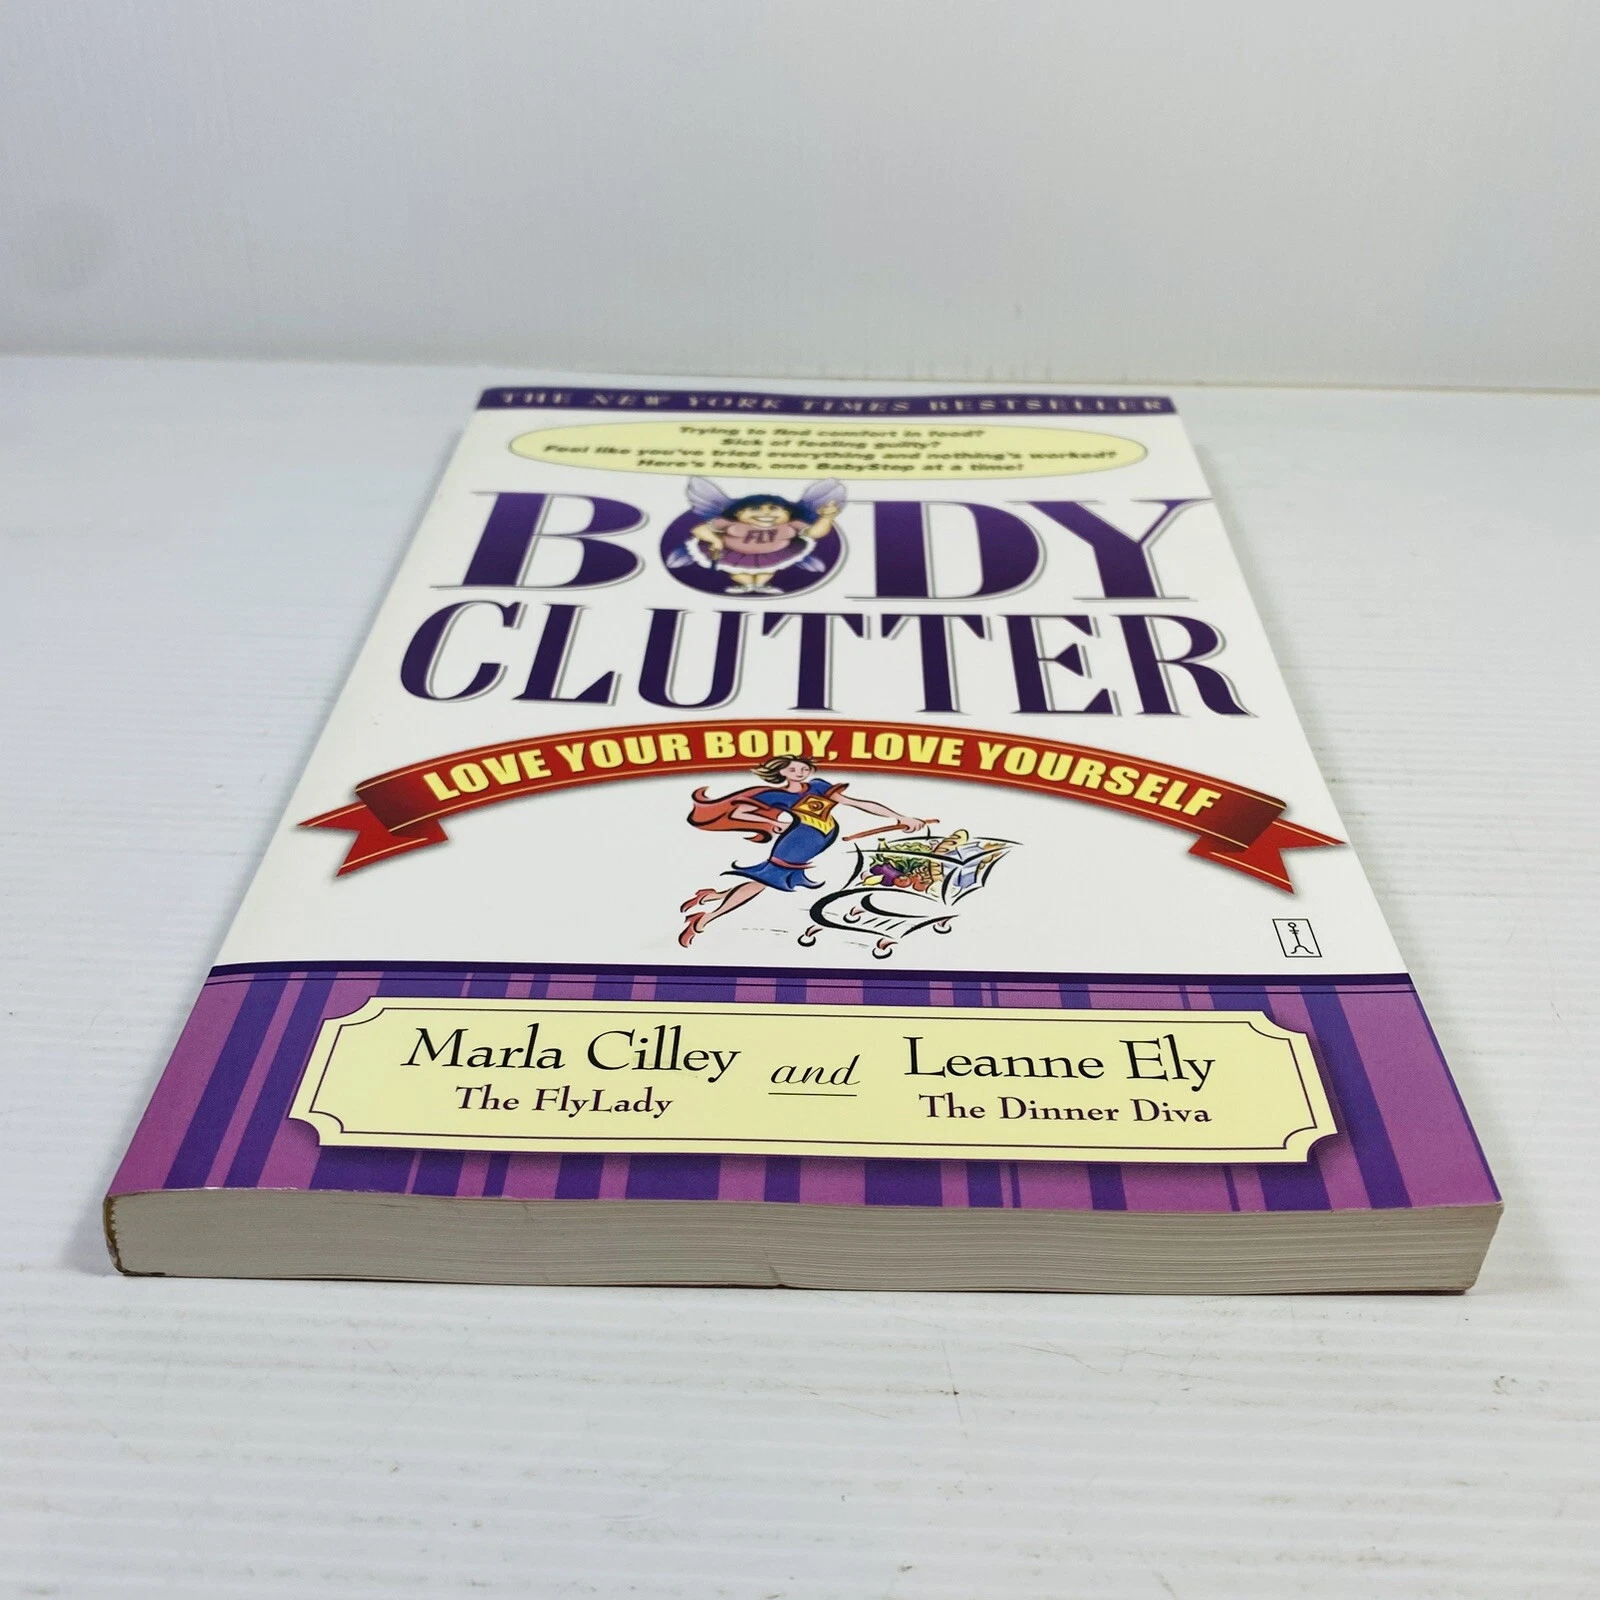 THE NEW YORK TIMES BESTSELLER
Trying to find comfort in food?
Sick of feeling guilty?
Feel like you've tried everything and nothing's worked?
Here's help, one BabyStep at a time!
BODY
FLY
CLUTTER
LOVE YOUR BODY, LOVE YOURSELF
Marla Cilley and Leanne Ely
The FlyLady The Dinner Diva